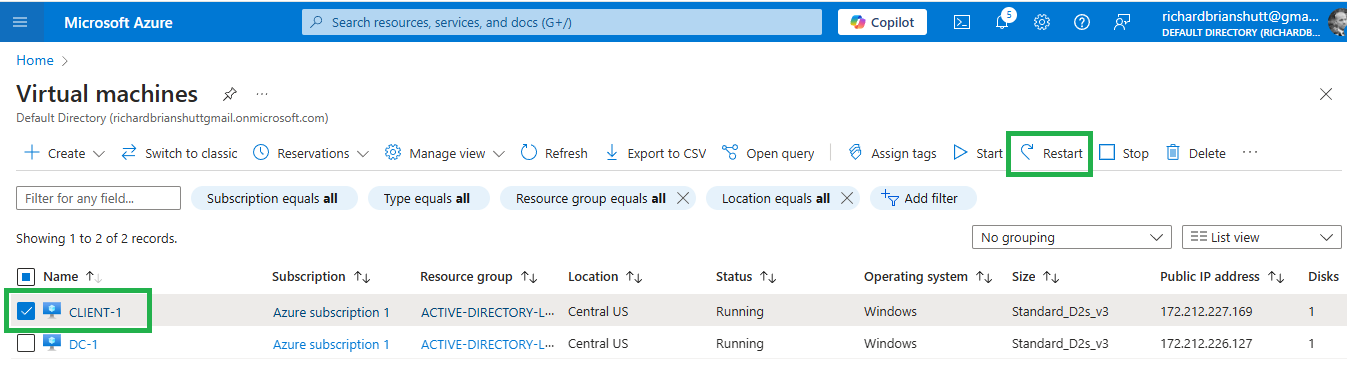 Microsoft Azure Search resources, services, and docs (G+/) Copilot 5 richardbrianshutt@gma...
DEFAULT DIRECTORY (RICHARDB...
Home >
Virtual machines ...
Default Directory (richardbrianshuttgmail.onmicrosoft.com)
+ Create Switch to classic Reservations Manage view Refresh Export to CSV Open query Assign tags Start Restart Stop Delete ...
Filter for any field... Subscription equals all Type equals all Resource group equals all Location equals all Add filter
Showing 1 to 2 of 2 records. No grouping List view
Name Subscription Resource group Location Status Operating system Size Public IP address Disks
CLIENT-1 Azure subscription 1 ACTIVE-DIRECTORY-L... Central US Running Windows Standard_D2s_v3 172.212.227.169 1
DC-1 Azure subscription 1 ACTIVE-DIRECTORY-L... Central US Running Windows Standard_D2s_v3 172.212.226.127 1